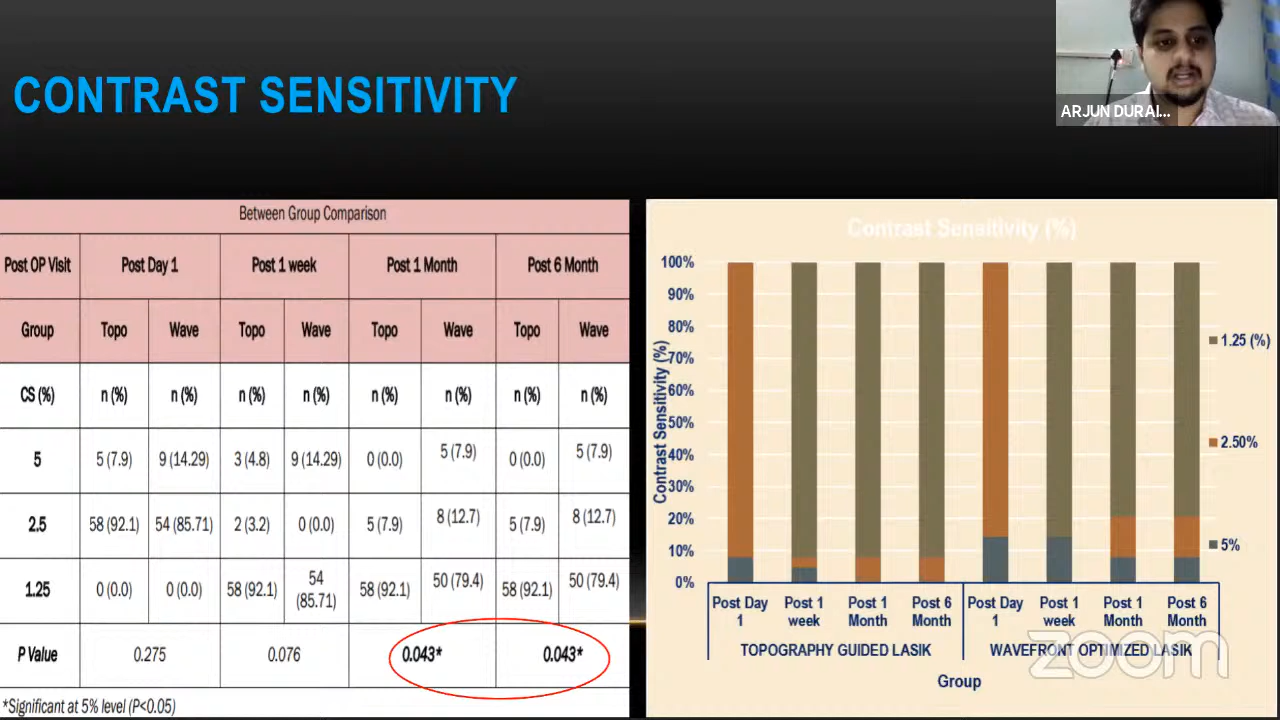 CONTRAST SENSITIVITY
ARJUN DURAI...
Between Group Comparison
Post OP Visit Post Day 1 Post 1 week Post 1 Month Post 6 Month
Group Topo Wave Topo Wave Topo Wave Topo Wave
CS (%) n (%) n (%) n (%) n (%) n (%) n (%) n (%) n (%)
5 5 (7.9) 9 (14.29) 3 (4.8) 9 (14.29) 0 (0.0) 5 (7.9) 0 (0.0) 5 (7.9)
2.5 58 (92.1) 54 (85.71) 2 (3.2) 0 (0.0) 5 (7.9) 8 (12.7) 5 (7.9) 8 (12.7)
1.25 0 (0.0) 0 (0.0) 58 (92.1) 54 (85.71) 58 (92.1) 50 (79.4) 58 (92.1) 50 (79.4)
P Value 0.275 0.076 0.043* 0.043*
*Significant at 5% level (P<0.05)
Contrast Sensitivity (%)
Contrast Sensitivity (%)
100%
90%
80%
70%
60%
50%
40%
30%
20%
10%
0%
1.25 (%)
2.50%
5%
Post Day 1 Post 1 week Post 1 Month Post 6 Month Post Day 1 Post 1 week Post 1 Month Post 6 Month
TOPOGRAPHY GUIDED LASIK WAVEFRONT OPTIMIZED LASIK
Group
zoom